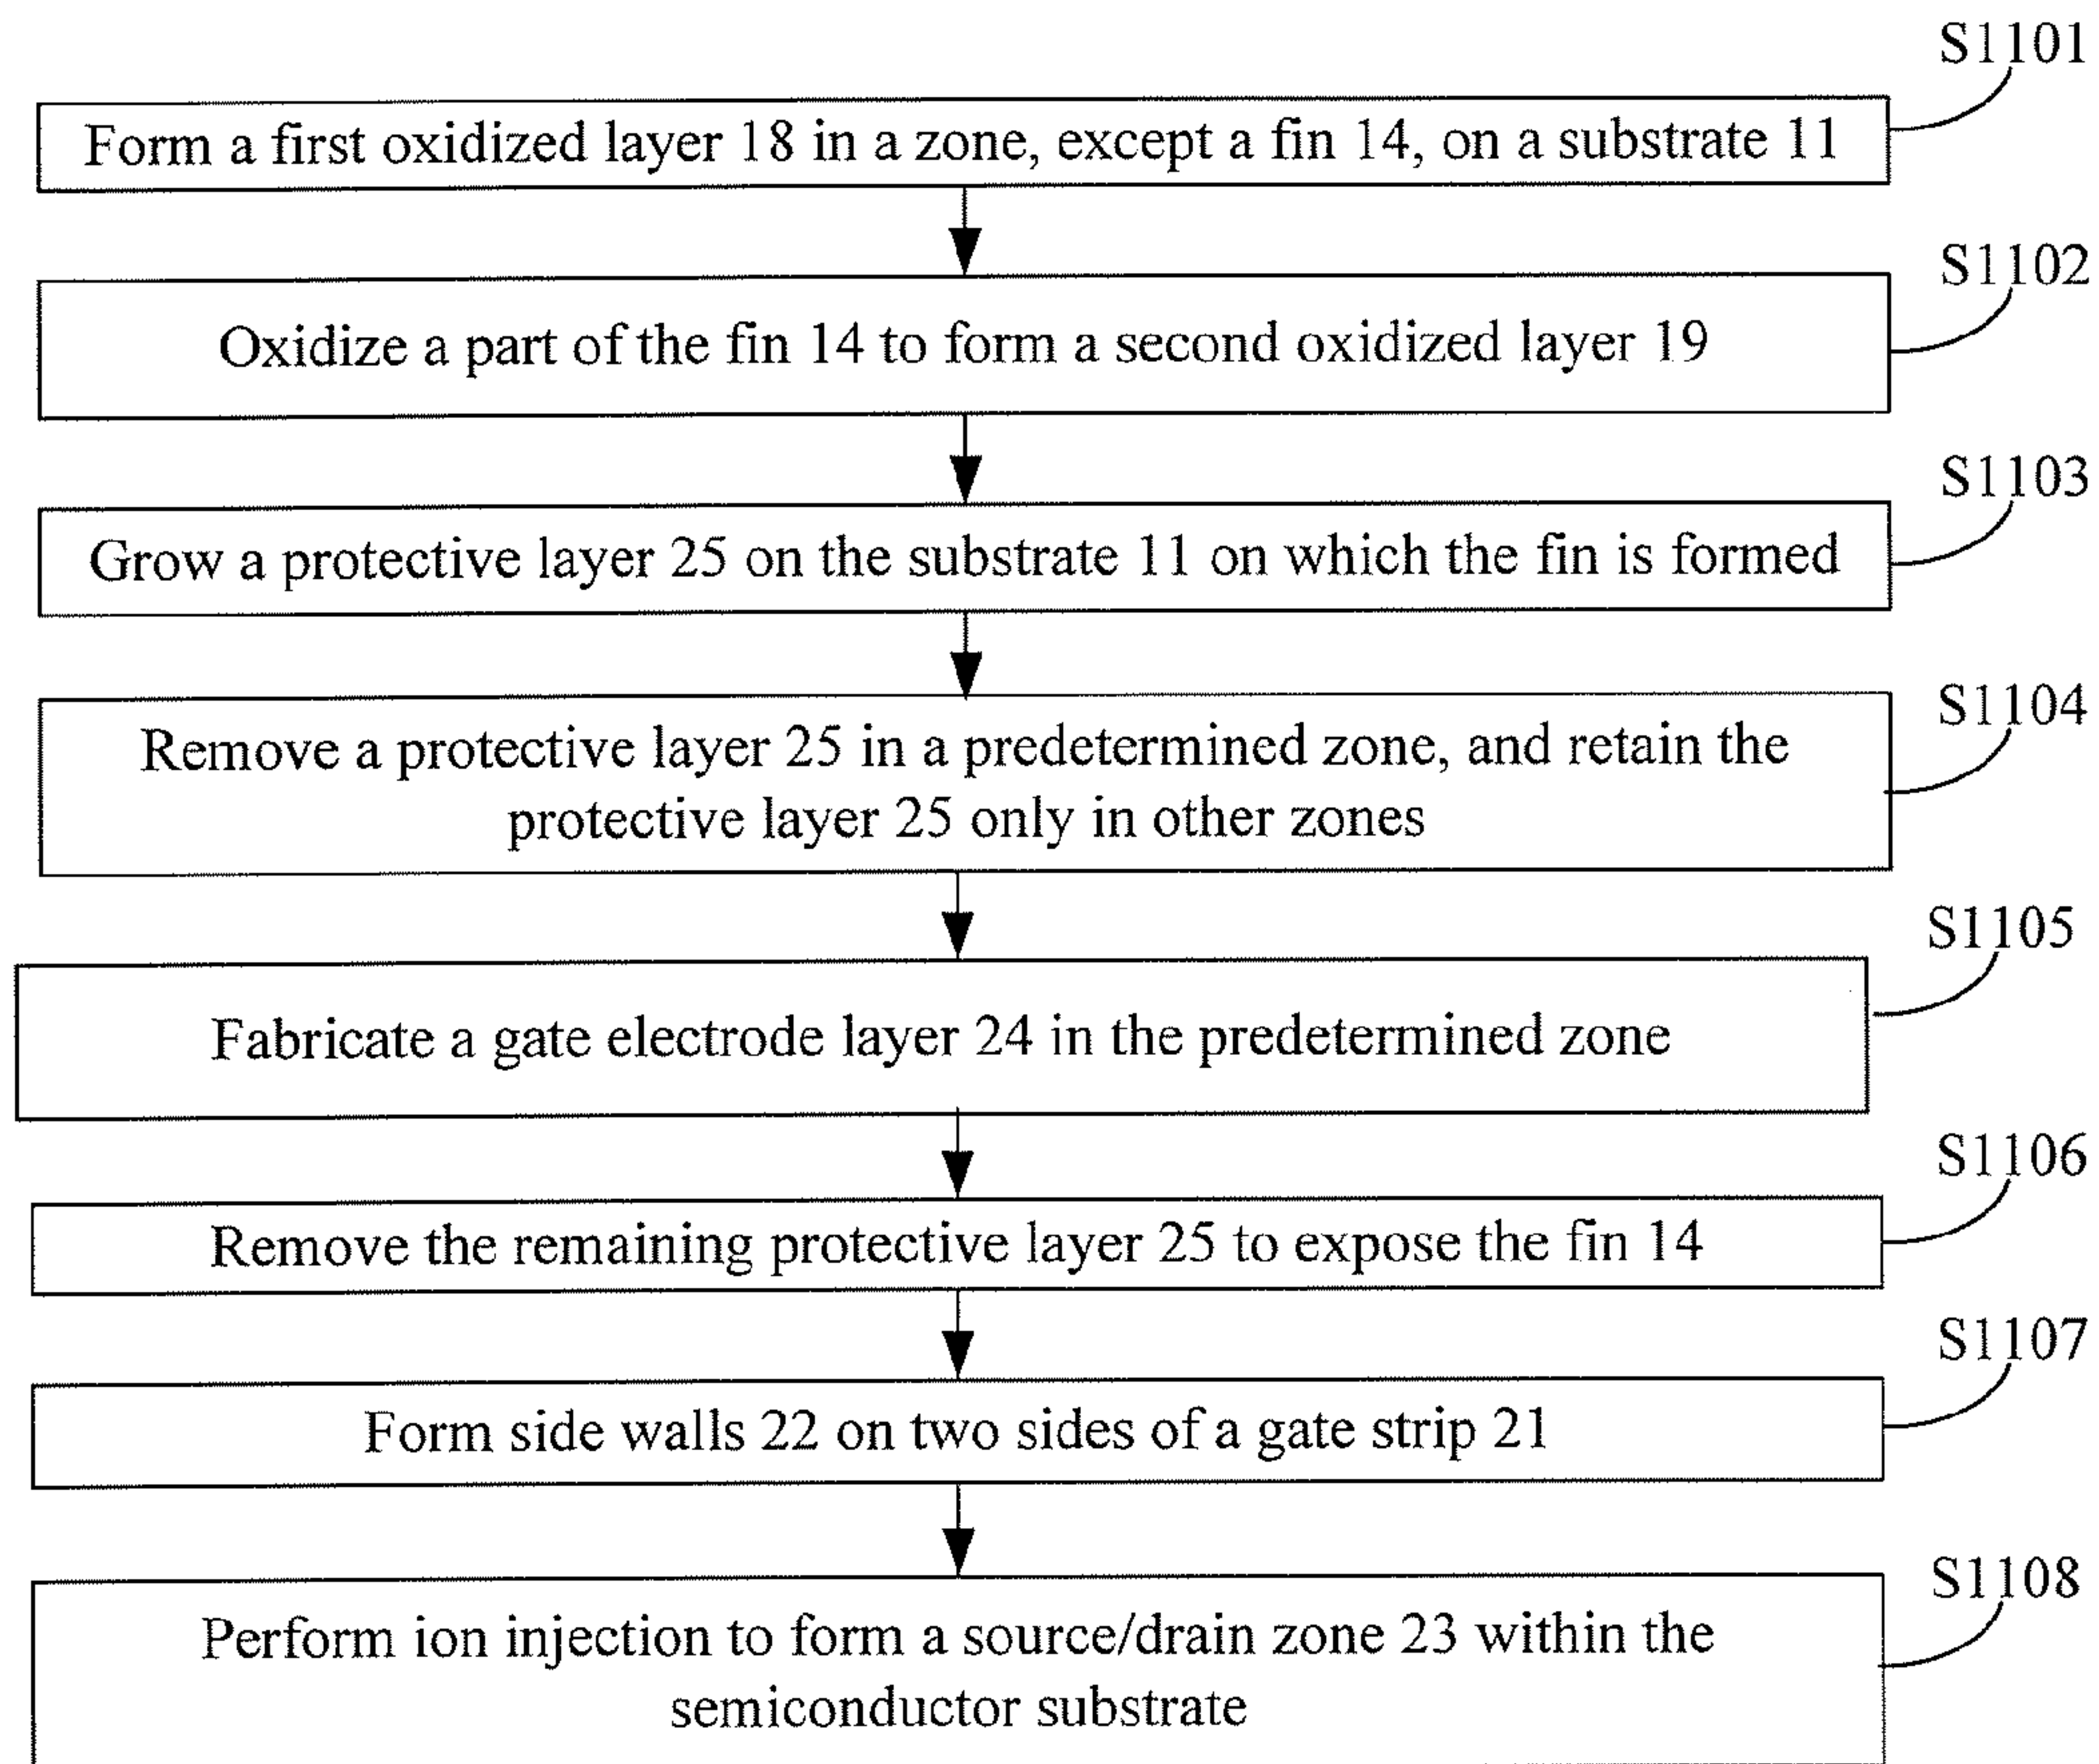 S1101
Form a first oxidized layer 18 in a zone, except a fin 14, on a substrate 11
S1102
Oxidize a part of the fin 14 to form a second oxidized layer 19
S1103
Grow a protective layer 25 on the substrate 11 on which the fin is formed
S1104
Remove a protective layer 25 in a predetermined zone, and retain the
protective layer 25 only in other zones
S1105
Fabricate a gate electrode layer 24 in the predetermined zone
S1106
Remove the remaining protective layer 25 to expose the fin 14
S1107
Form side walls 22 on two sides of a gate strip 21
S1108
Perform ion injection to form a source/drain zone 23 within the
semiconductor substrate